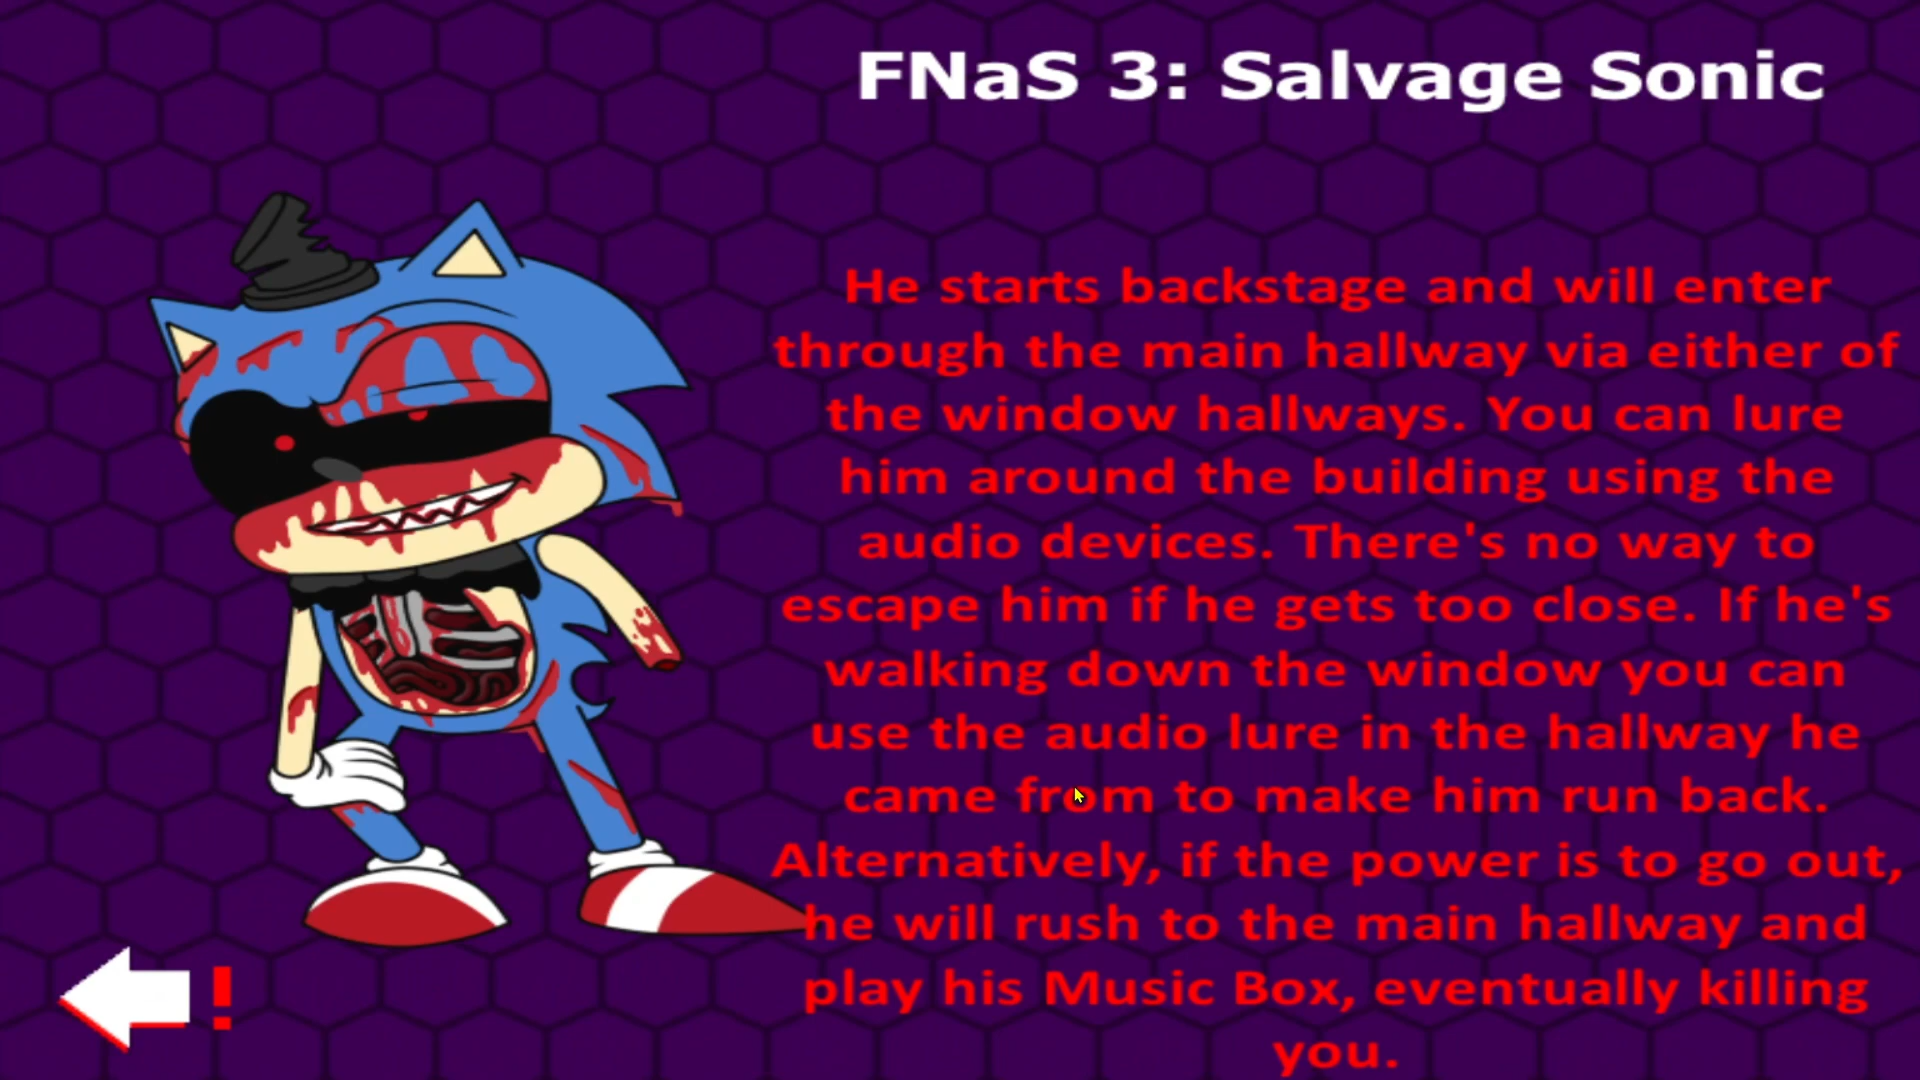 FNaS 3: Salvage Sonic
He starts backstage and will enter
through the main hallway via either of
the window hallways. You can lure
him around the building using the
audio devices. There's no way to
escape him if he gets too close. If he's
walking down the window you can
use the audio lure in the hallway he
came from to make him run back.
Alternatively, if the power is to go out,
he will rush to the main hallway and
play his Music Box, eventually killing
you.
!